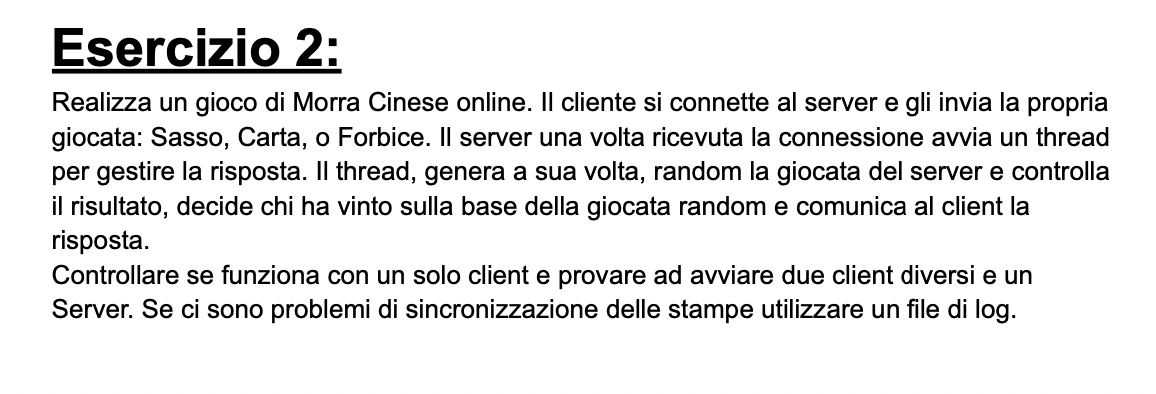 Esercizio 2:
Realizza un gioco di Morra Cinese online. Il cliente si connette al server e gli invia la propria
giocata: Sasso, Carta, o Forbice. Il server una volta ricevuta la connessione avvia un thread
per gestire la risposta. Il thread, genera a sua volta, random la giocata del server e controlla
il risultato, decide chi ha vinto sulla base della giocata random e comunica al client la
risposta.
Controllare se funziona con un solo client e provare ad avviare due client diversi e un
Server. Se ci sono problemi di sincronizzazione delle stampe utilizzare un file di log.